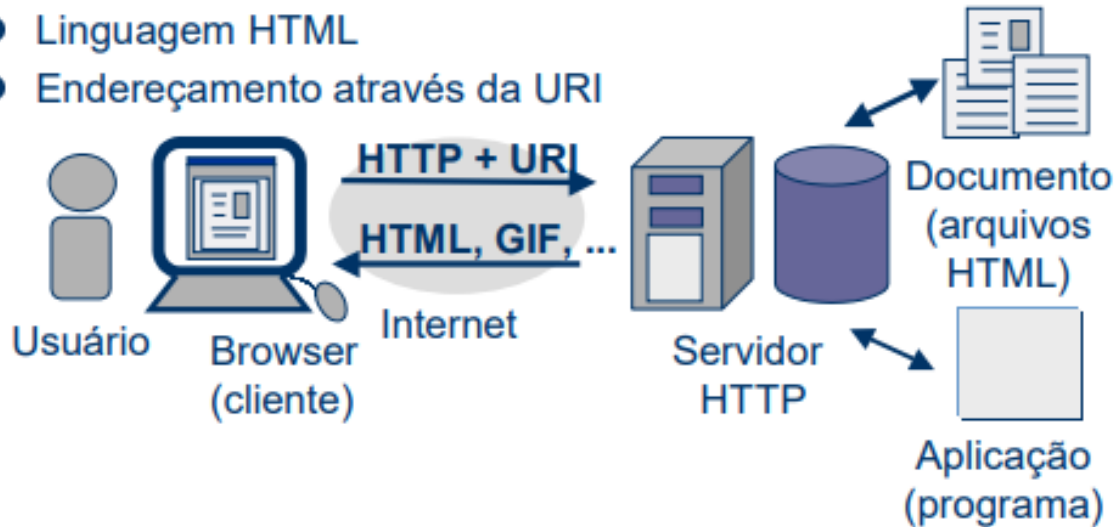 Linguagem HTML
Endereçamento através da URI
HTTP + URI
HTML, GIF, ...
Internet
Usuário
Browser
(cliente)
Servidor
HTTP
Documento
(arquivos
HTML)
Aplicação
(programa)